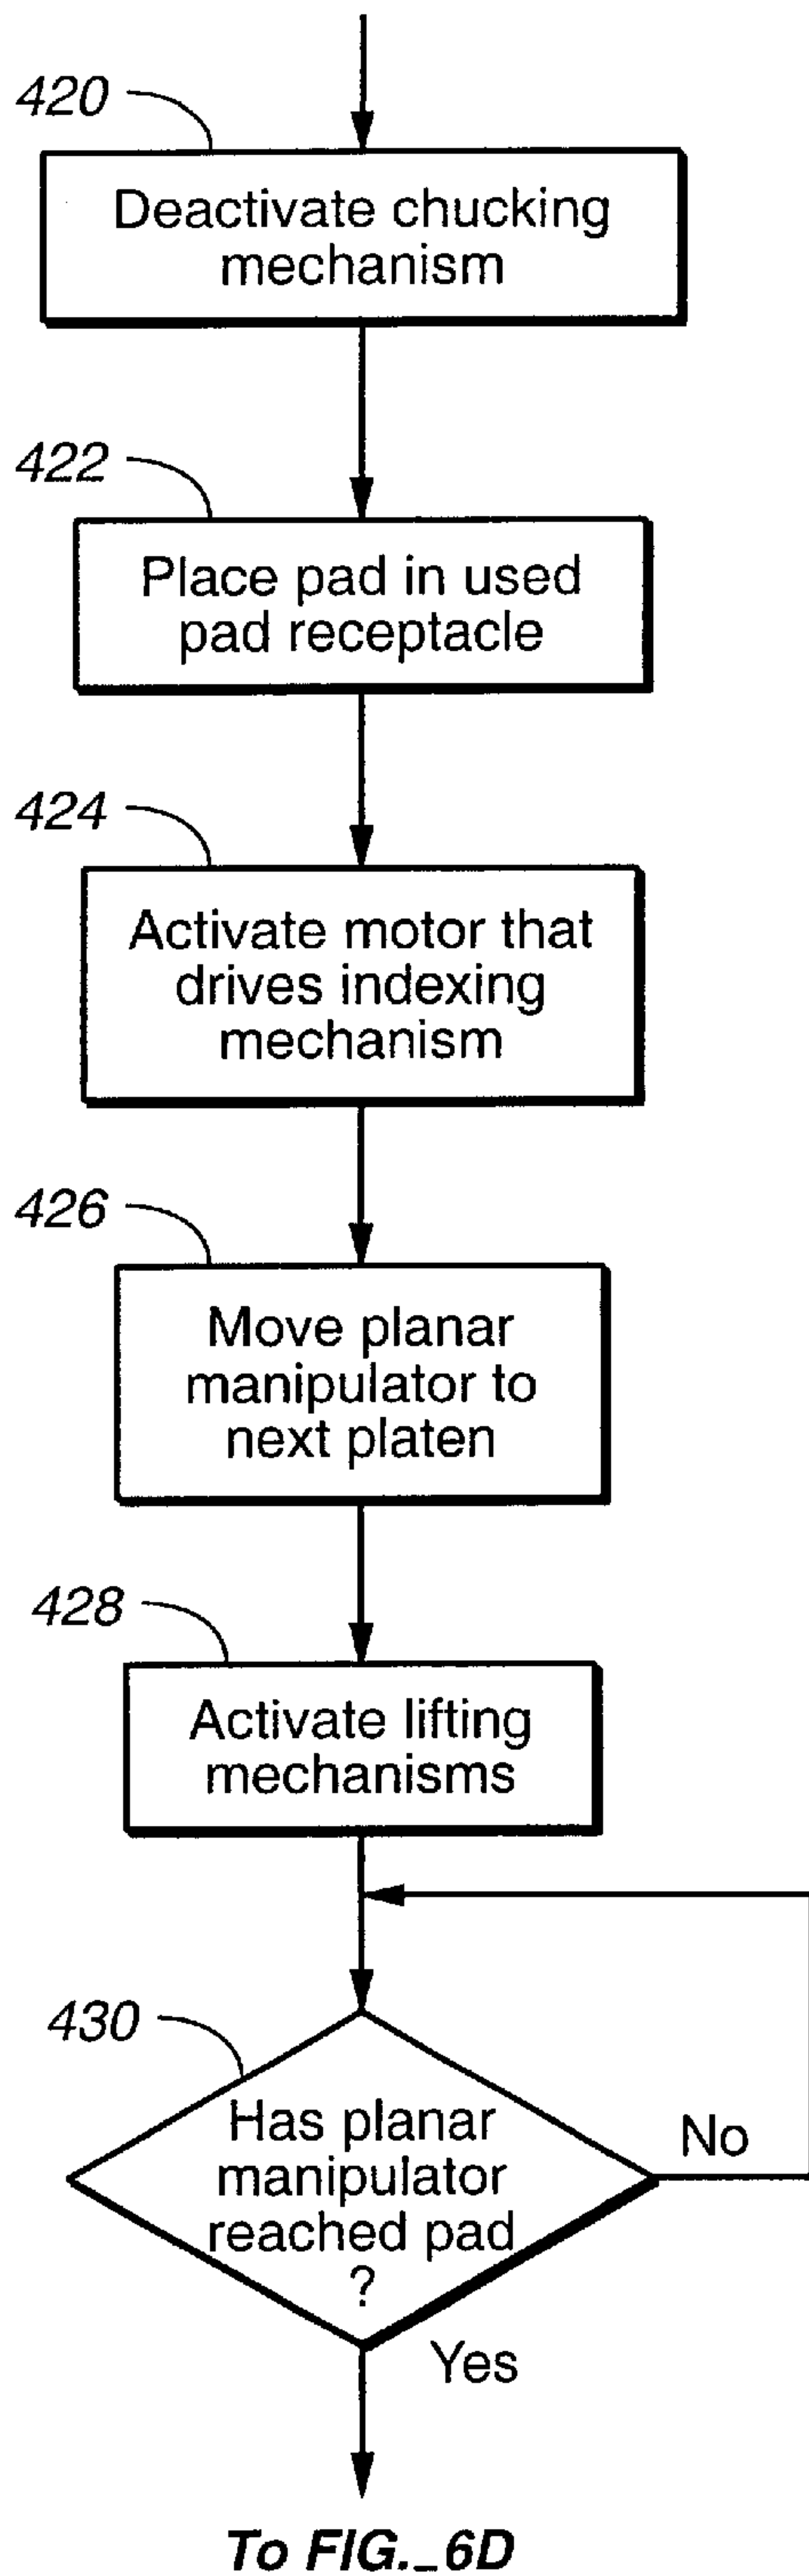 420
Deactivate chucking
mechanism
422
Place pad in used
pad receptacle
424
Activate motor that
drives indexing
mechanism
426
Move planar
manipulator to
next platen
428
Activate lifting
mechanisms
430
Has planar
manipulator
reached pad
?
No
Yes
To FIG._6D